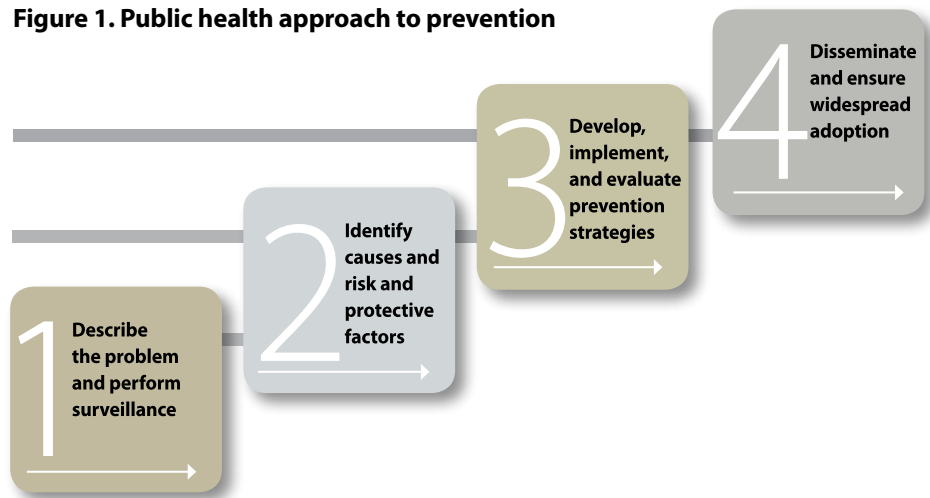 Figure 1. Public health approach to prevention
1
Describe
the problem
and perform
surveillance
2
Identify
causes and
risk and
protective
factors
3
Develop,
implement,
and evaluate
prevention
strategies
4
Disseminate
and ensure
widespread
adoption